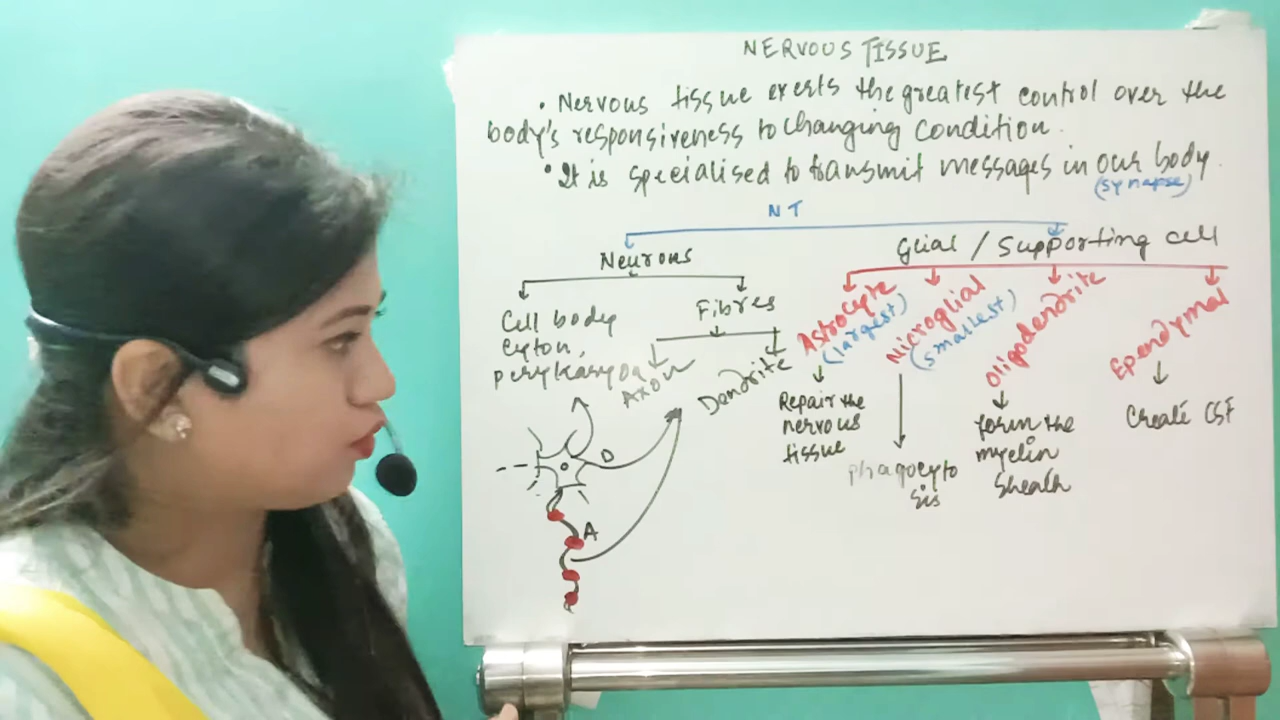 NERVOUS TISSUE
• Nervous tissue exerts the greatest control over the
body's responsiveness to changing condition.
• It is specialised to transmit messages in our body.
(synapse)
NT
Neurons
Glial / Supporting cell
Cell body
Cyton,
perykaryon
Fibres
Axon
Dendrite
Astrocyte
(largest)
Microglial
(smallest)
Oligodendrite
Ependymal
Repair the
nervous
tissue
phagocyto
sis
form the
myelin
Sheath
Create CSF
D
A